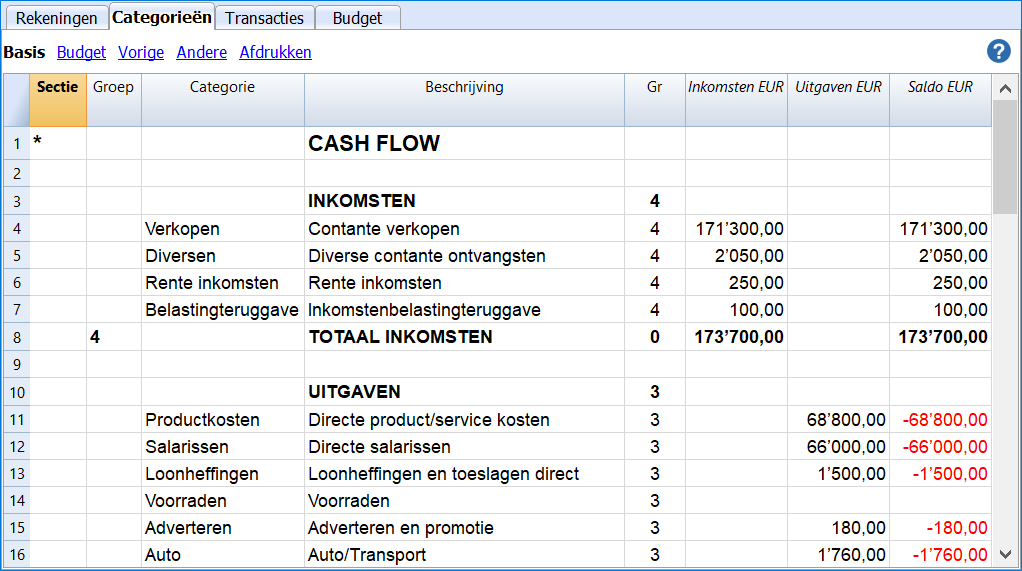 Rekeningen Categorieën Transacties Budget
Basis Budget Vorige Andere Afdrukken ?
Sectie Groep Categorie Beschrijving Gr Inkomsten EUR Uitgaven EUR Saldo EUR
1 * CASH FLOW
2
3 INKOMSTEN 4
4 Verkopen Contante verkopen 4 171’300,00 171’300,00
5 Diversen Diverse contante ontvangsten 4 2’050,00 2’050,00
6 Rente inkomsten Rente inkomsten 4 250,00 250,00
7 Belastingteruggave Inkomstenbelastingteruggave 4 100,00 100,00
8 4 TOTAAL INKOMSTEN 0 173’700,00 173’700,00
9
10 UITGAVEN 3
11 Productkosten Directe product/service kosten 3 68’800,00 -68’800,00
12 Salarissen Directe salarissen 3 66’000,00 -66’000,00
13 Loonheffingen Loonheffingen en toeslagen direct 3 1’500,00 -1’500,00
14 Voorraden Voorraden 3
15 Adverteren Adverteren en promotie 3 180,00 -180,00
16 Auto Auto/Transport 3 1’760,00 -1’760,00